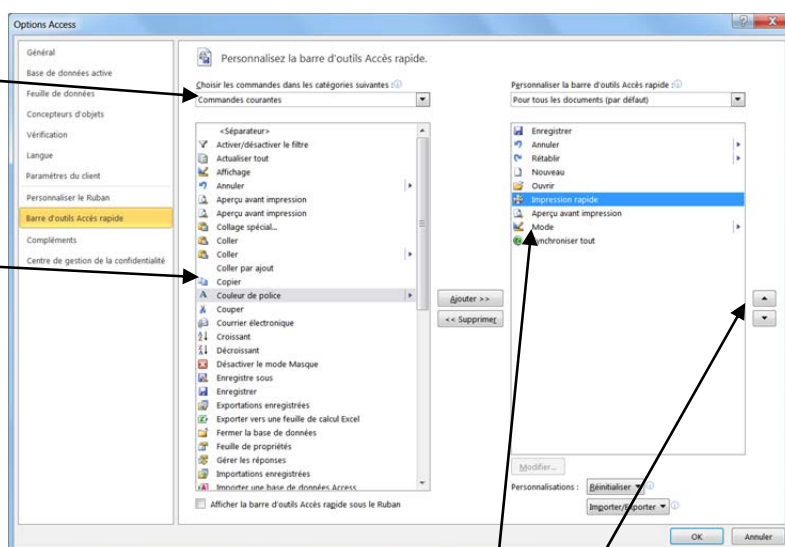 Options Access
Général
Base de données active
Feuille de données
Concepteurs d'objets
Vérification
Langue
Paramètres du client
Personnaliser le Ruban
Barre d'outils Accès rapide
Compléments
Centre de gestion de la confidentialité
Personnalisez la barre d'outils Accès rapide.
Choisir les commandes dans les catégories suivantes :
Commandes courantes
<Séparateur>
Activer/désactiver le filtre
Actualiser tout
Affichage
Annuler
Aperçu avant impression
Aperçu avant impression
Collage spécial...
Coller
Coller
Coller par ajout
Copier
Couleur de police
Couper
Courrier électronique
Croissant
Décroissant
Désactiver le mode Masque
Enregistre sous
Enregistrer
Exportations enregistrées
Exporter vers une feuille de calcul Excel
Fermer la base de données
Feuille de propriétés
Gérer les réponses
Importations enregistrées
Importer une base de données Access
Afficher la barre d'outils Accès rapide sous le Ruban
Ajouter >>
<< Supprimer
Personnaliser la barre d'outils Accès rapide :
Pour tous les documents (par défaut)
Enregistrer
Annuler
Rétablir
Nouveau
Ouvrir
Impression rapide
Aperçu avant impression
Mode
Synchroniser tout
Modifier...
Personnalisations :
Réinitialiser
Importer/Exporter
OK
Annuler